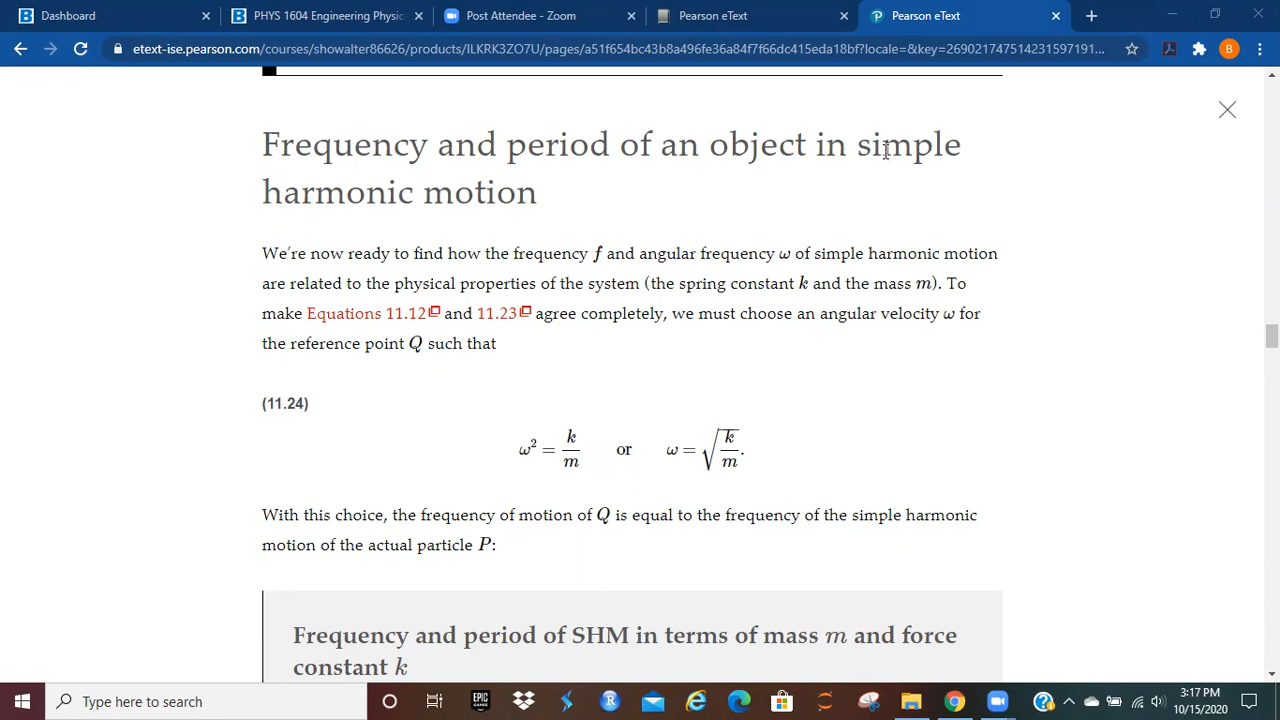 Dashboard
PHYS 1604 Engineering Physic
Post Attendee - Zoom
Pearson eText
Pearson eText
etext-ise.pearson.com/courses/showalter86626/products/ILKRK3ZO7U/pages/a51f654bc43b8a496fe36a84f7f66dc415eda18bf?locale=&key=269021747514231597191...
B
Frequency and period of an object in simple
harmonic motion
We're now ready to find how the frequency f and angular frequency ω of simple harmonic motion
are related to the physical properties of the system (the spring constant k and the mass m). To
make Equations 11.12 and 11.23 agree completely, we must choose an angular velocity ω for
the reference point Q such that
(11.24)
ω² = k/m or ω = √(k/m).
With this choice, the frequency of motion of Q is equal to the frequency of the simple harmonic
motion of the actual particle P:
Frequency and period of SHM in terms of mass m and force
constant k
Type here to search
EPIC GAMES
3:17 PM
10/15/2020